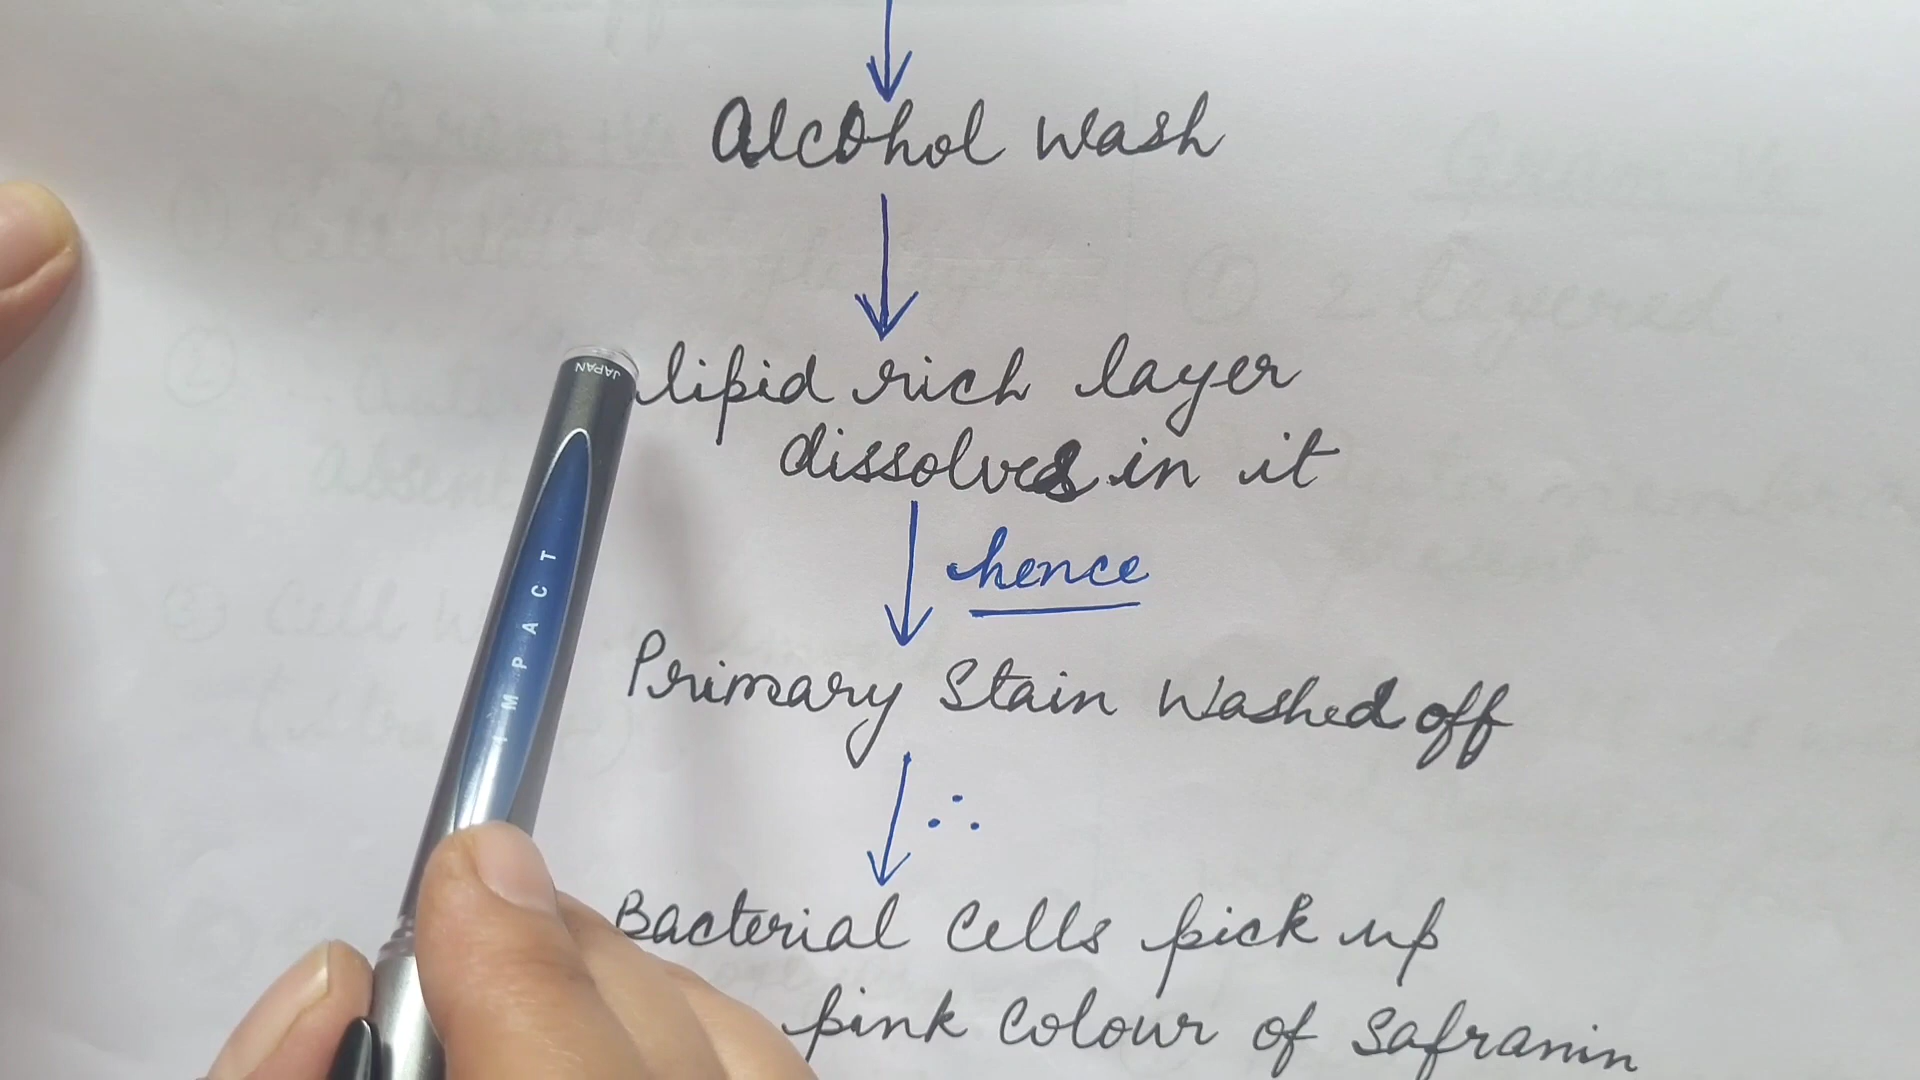 Alcohol wash
lipid rich layer
dissolves in it
hence
Primary Stain Washed off
∴
Bacterial Cells pick up
pink Colour of Safranin
JAPAN
IMPACT